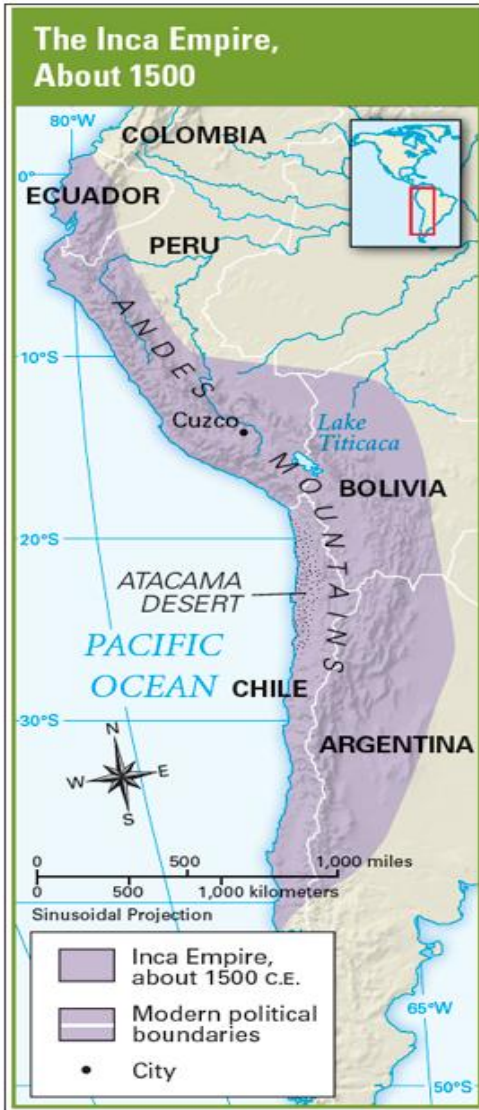 The Inca Empire,
About 1500
80°W
COLOMBIA
0°
ECUADOR
PERU
ANDES
10°S
Cuzco
Lake
Titicaca
MOUNTAINS
BOLIVIA
20°S
ATACAMA
DESERT
PACIFIC
OCEAN
CHILE
30°S
ARGENTINA
N
W
E
S
0 500 1,000 miles
0 500 1,000 kilometers
Sinusoidal Projection
Inca Empire,
about 1500 C.E.
Modern political
boundaries
City
65°W
50°S